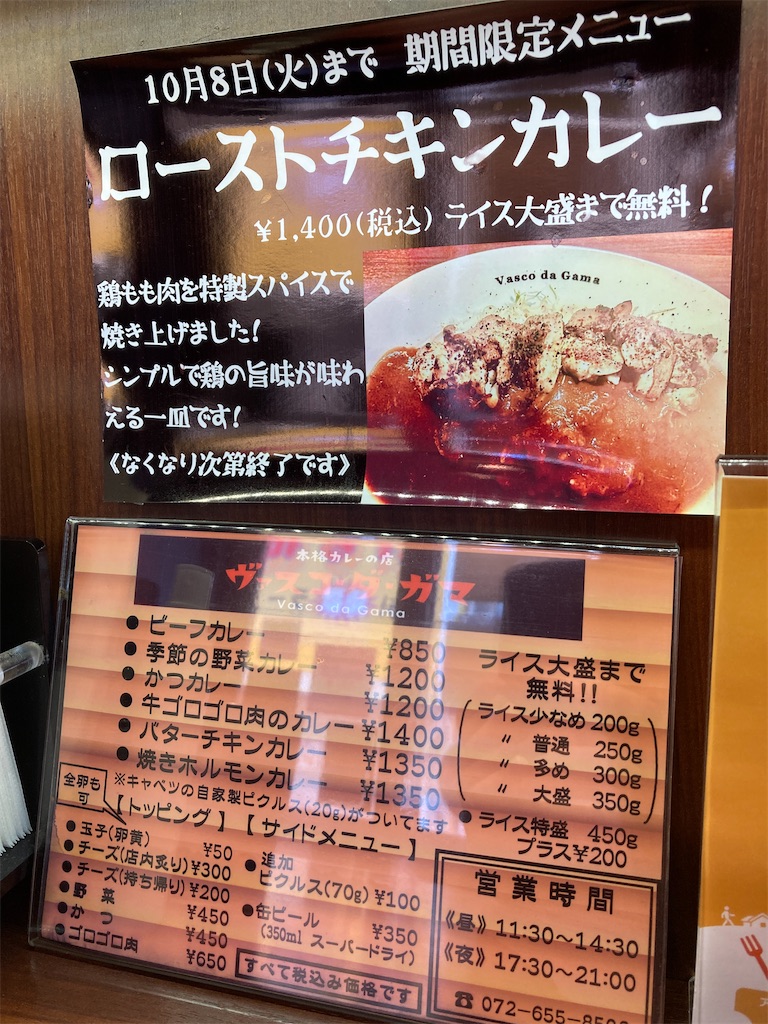 10月8日(火)まで 期間限定メニュー
ローストチキンカレー
¥1,400(税込) ライス大盛まで無料！
鶏もも肉を特製スパイスで
焼き上げました！
シンプルで鶏の旨味が味わ
える一皿です！
《なくなり次第終了です》
Vasco da Gama
本格カレーの店
ヴァスコ・ダ・ガマ
Vasco da Gama
●ビーフカレー ¥850
●季節の野菜カレー ¥1200
●かつカレー ¥1200
●牛ゴロゴロ肉のカレー ¥1400
●バターチキンカレー ¥1350
●焼きホルモンカレー ¥1350
※キャベツの自家製ピクルス(20g)がついてます
ライス大盛まで
無料!!
ライス少なめ 200g
〃 普通 250g
〃 多め 300g
〃 大盛 350g
●ライス特盛 450g
プラス¥200
全卵も
可
【トッピング】
●玉子(卵黄) ¥50
●チーズ(店内炙り) ¥300
●チーズ(持ち帰り) ¥200
●野菜 ¥450
●かつ ¥450
●ゴロゴロ肉 ¥650
【サイドメニュー】
●追加
ピクルス(70g) ¥100
●缶ビール ¥350
(350ml スーパードライ)
すべて税込み価格です
営業時間
《昼》11:30～14:30
《夜》17:30～21:00
☎ 072-655-8506